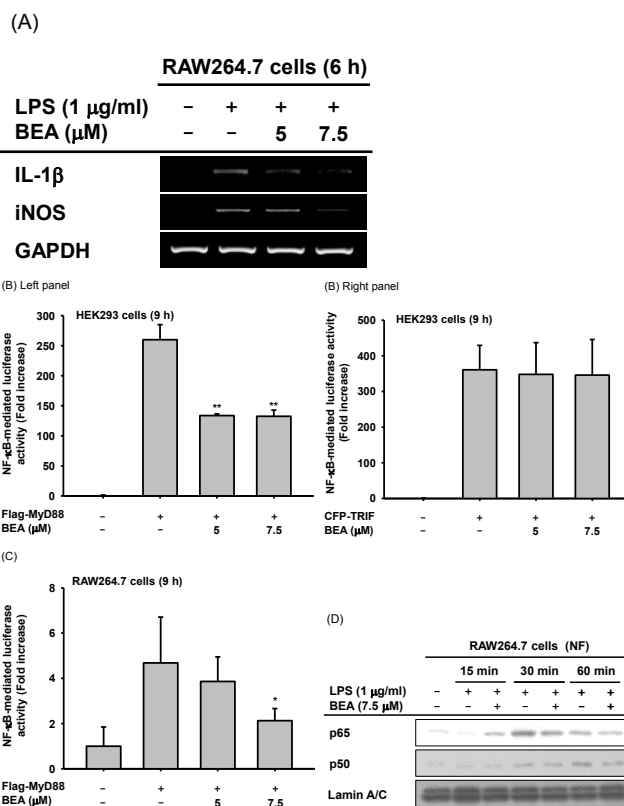 (A)
RAW264.7 cells (6 h)
LPS (1 μg/ml) – + + +
BEA (μM) – – 5 7.5
IL-1β
iNOS
GAPDH
(B) Left panel
HEK293 cells (9 h)
NF-κB-mediated luciferase
activity (Fold increase)
300
250
200
150
100
50
0
** **
Flag-MyD88 – + + +
BEA (μM) – – 5 7.5
(B) Right panel
HEK293 cells (9 h)
NF-κB-mediated luciferase activity
(Fold increase)
500
400
300
200
100
0
CFP-TRIF – + + +
BEA (μM) – – 5 7.5
(C)
RAW264.7 cells (9 h)
NF-κB-mediated luciferase
activity (Fold increase)
8
6
4
2
0
*
Flag-MyD88 – + + +
BEA (μM) – – 5 7.5
(D)
RAW264.7 cells (NF)
15 min 30 min 60 min
LPS (1 μg/ml) – + + + + + +
BEA (7.5 μM) – – + – + – +
p65
p50
Lamin A/C